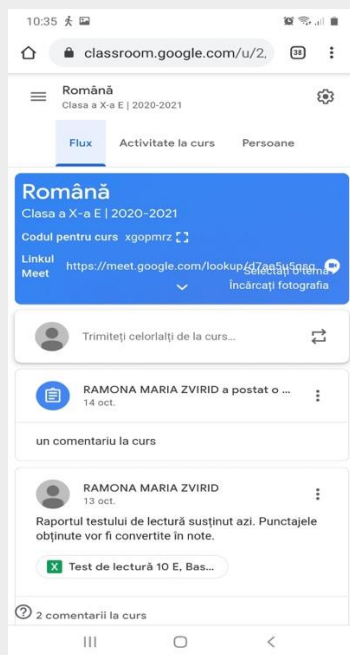 10:35
classroom.google.com/u/2,
38
Română
Clasa a X-a E | 2020-2021
Flux Activitate la curs Persoane
Română
Clasa a X-a E | 2020-2021
Codul pentru curs xgopmrz
Linkul Meet https://meet.google.com/lookup/d7ae5u5gsg
Selectați o temă
Încărcați fotografia
Trimiteți celorlalți de la curs...
RAMONA MARIA ZVIRID a postat o ...
14 oct.
un comentariu la curs
RAMONA MARIA ZVIRID
13 oct.
Raportul testului de lectură susținut azi. Punctajele
obținute vor fi convertite în note.
X Test de lectură 10 E, Bas...
2 comentarii la curs